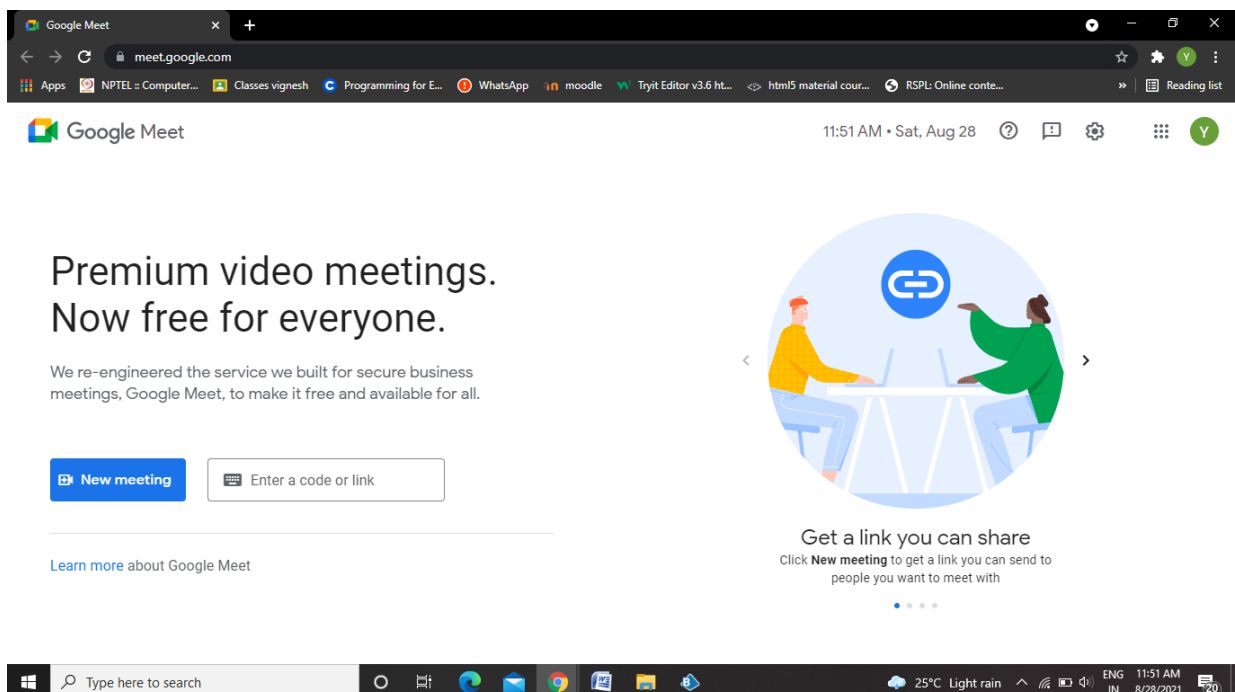 Google Meet
meet.google.com
Apps NPTEL :: Computer... Classes vignesh Programming for E... WhatsApp moodle Tryit Editor v3.6 ht... html5 material cour... RSPL: Online conte... » Reading list
Google Meet 11:51 AM • Sat, Aug 28 Y
Premium video meetings.
Now free for everyone.
We re-engineered the service we built for secure business
meetings, Google Meet, to make it free and available for all.
New meeting Enter a code or link
Learn more about Google Meet
Get a link you can share
Click New meeting to get a link you can send to
people you want to meet with
Type here to search 25°C Light rain ENG 11:51 AM
IN 8/28/2021 20